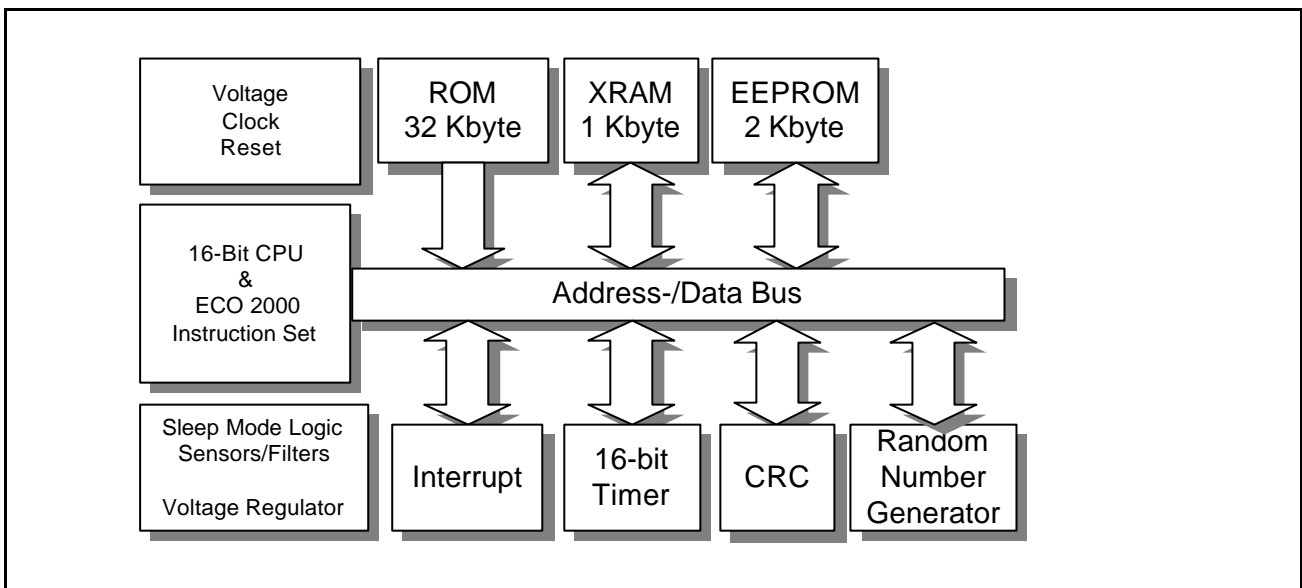 Voltage
Clock
Reset
ROM
32 Kbyte
XRAM
1 Kbyte
EEPROM
2 Kbyte
16-Bit CPU
&
ECO 2000
Instruction Set
Address-/Data Bus
Sleep Mode Logic
Sensors/Filters
Voltage Regulator
Interrupt
16-bit
Timer
CRC
Random
Number
Generator